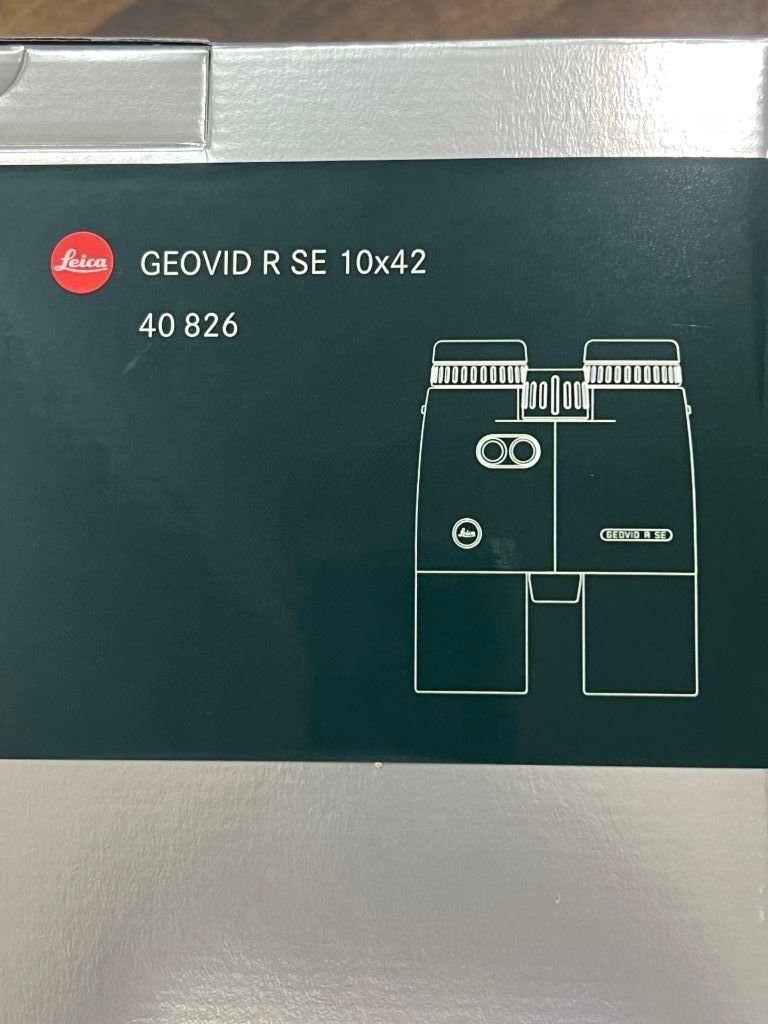 Leica
GEOVID R SE 10x42
40 826
Leica
GEOVID R SE